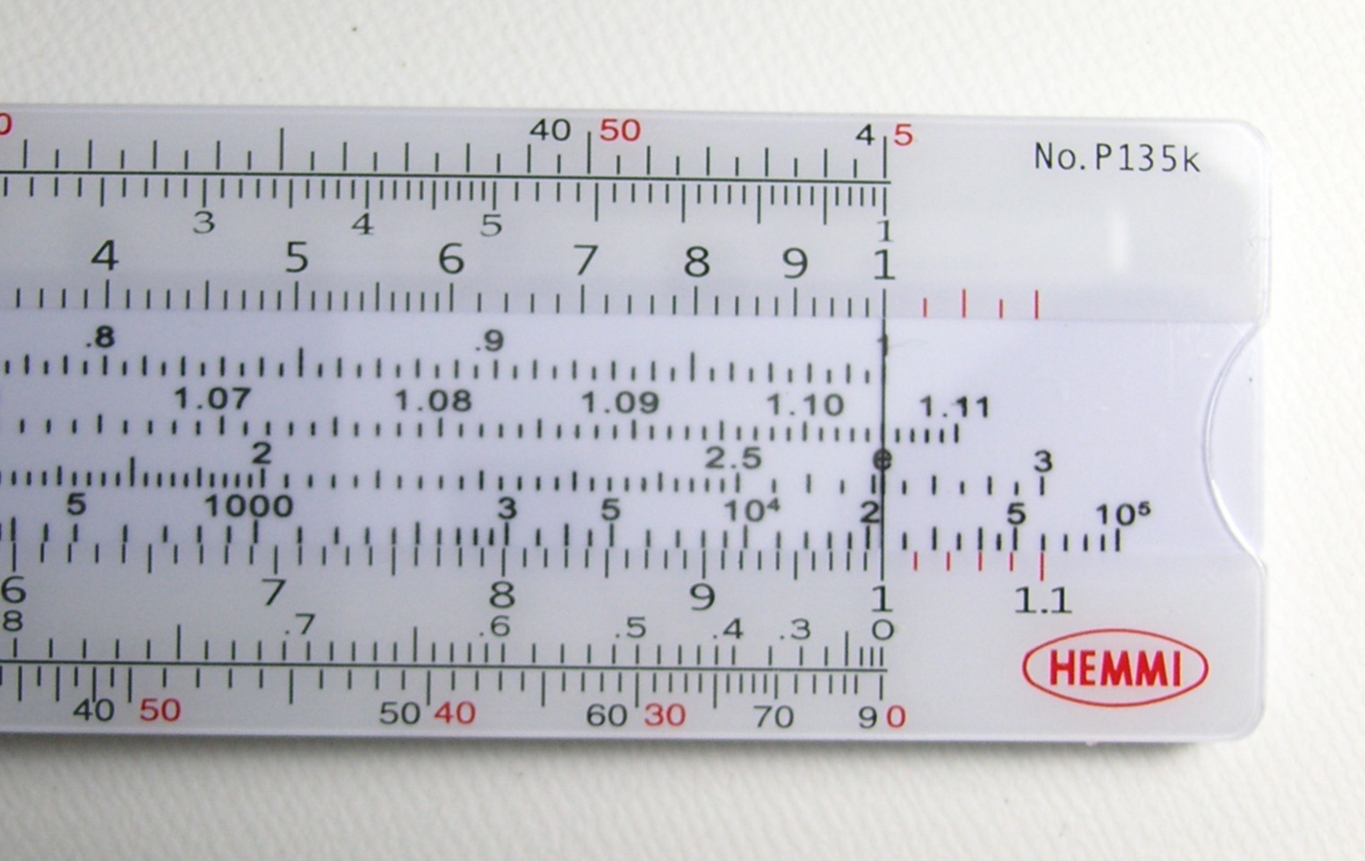 0 40 50 4 5
No.P135k
3 4 5 1
4 5 6 7 8 9 1
.8 .9 1
1.07 1.08 1.09 1.10 1.11
2 2.5 e 3
5 1000 3 5 10⁴ 2 5 10⁵
6 7 8 9 1 1.1
8 .7 .6 .5 .4 .3 0
HEMMI
40 50 50 40 60 30 70 90